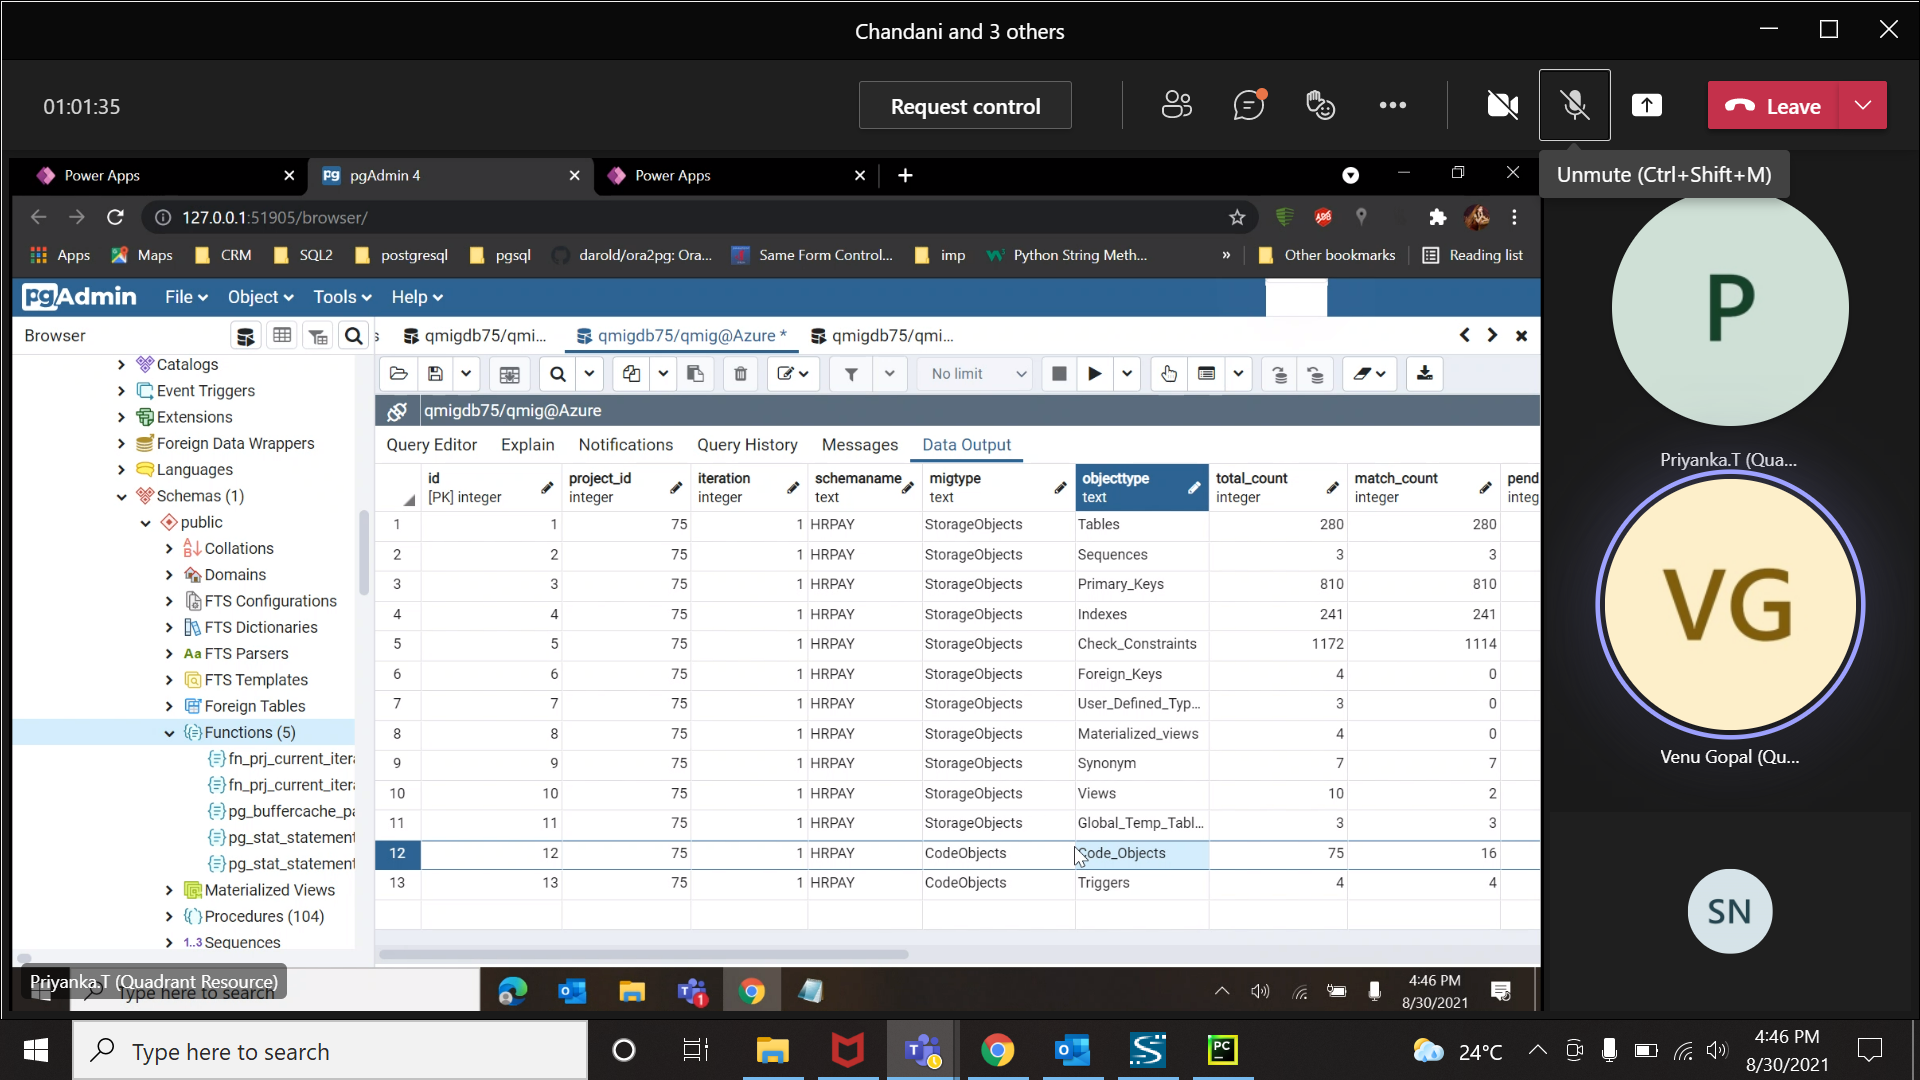 Chandani and 3 others
01:01:35
Request control
Leave
Unmute (Ctrl+Shift+M)
Power Apps
pgAdmin 4
Power Apps
127.0.0.1:51905/browser/
Apps
Maps
CRM
SQL2
postgresql
pgsql
darold/ora2pg: Ora...
Same Form Control...
imp
Python String Meth...
»
Other bookmarks
Reading list
pgAdmin
File
Object
Tools
Help
Browser
qmigdb75/qmi...
qmigdb75/qmig@Azure *
qmigdb75/qmi...
No limit
qmigdb75/qmig@Azure
Query Editor
Explain
Notifications
Query History
Messages
Data Output
Catalogs
Event Triggers
Extensions
Foreign Data Wrappers
Languages
Schemas (1)
public
Collations
Domains
FTS Configurations
FTS Dictionaries
Aa FTS Parsers
FTS Templates
Foreign Tables
Functions (5)
fn_prj_current_iter
fn_prj_current_iter
pg_buffercache_p
pg_stat_statement
pg_stat_statement
Materialized Views
Procedures (104)
1..3 Sequences
id project_id iteration schemaname migtype objecttype total_count match_count pend
[PK] integer integer integer text text text integer integer integ
1 1 75 1 HRPAY StorageObjects Tables 280 280
2 2 75 1 HRPAY StorageObjects Sequences 3 3
3 3 75 1 HRPAY StorageObjects Primary_Keys 810 810
4 4 75 1 HRPAY StorageObjects Indexes 241 241
5 5 75 1 HRPAY StorageObjects Check_Constraints 1172 1114
6 6 75 1 HRPAY StorageObjects Foreign_Keys 4 0
7 7 75 1 HRPAY StorageObjects User_Defined_Typ... 3 0
8 8 75 1 HRPAY StorageObjects Materialized_views 4 0
9 9 75 1 HRPAY StorageObjects Synonym 7 7
10 10 75 1 HRPAY StorageObjects Views 10 2
11 11 75 1 HRPAY StorageObjects Global_Temp_Tabl... 3 3
12 12 75 1 HRPAY CodeObjects Code_Objects 75 16
13 13 75 1 HRPAY CodeObjects Triggers 4 4
P
Priyanka.T (Qua...
VG
Venu Gopal (Qu...
SN
Priyanka.T (Quadrant Resource)
Type here to search
4:46 PM
8/30/2021
Type here to search
24°C
4:46 PM
8/30/2021